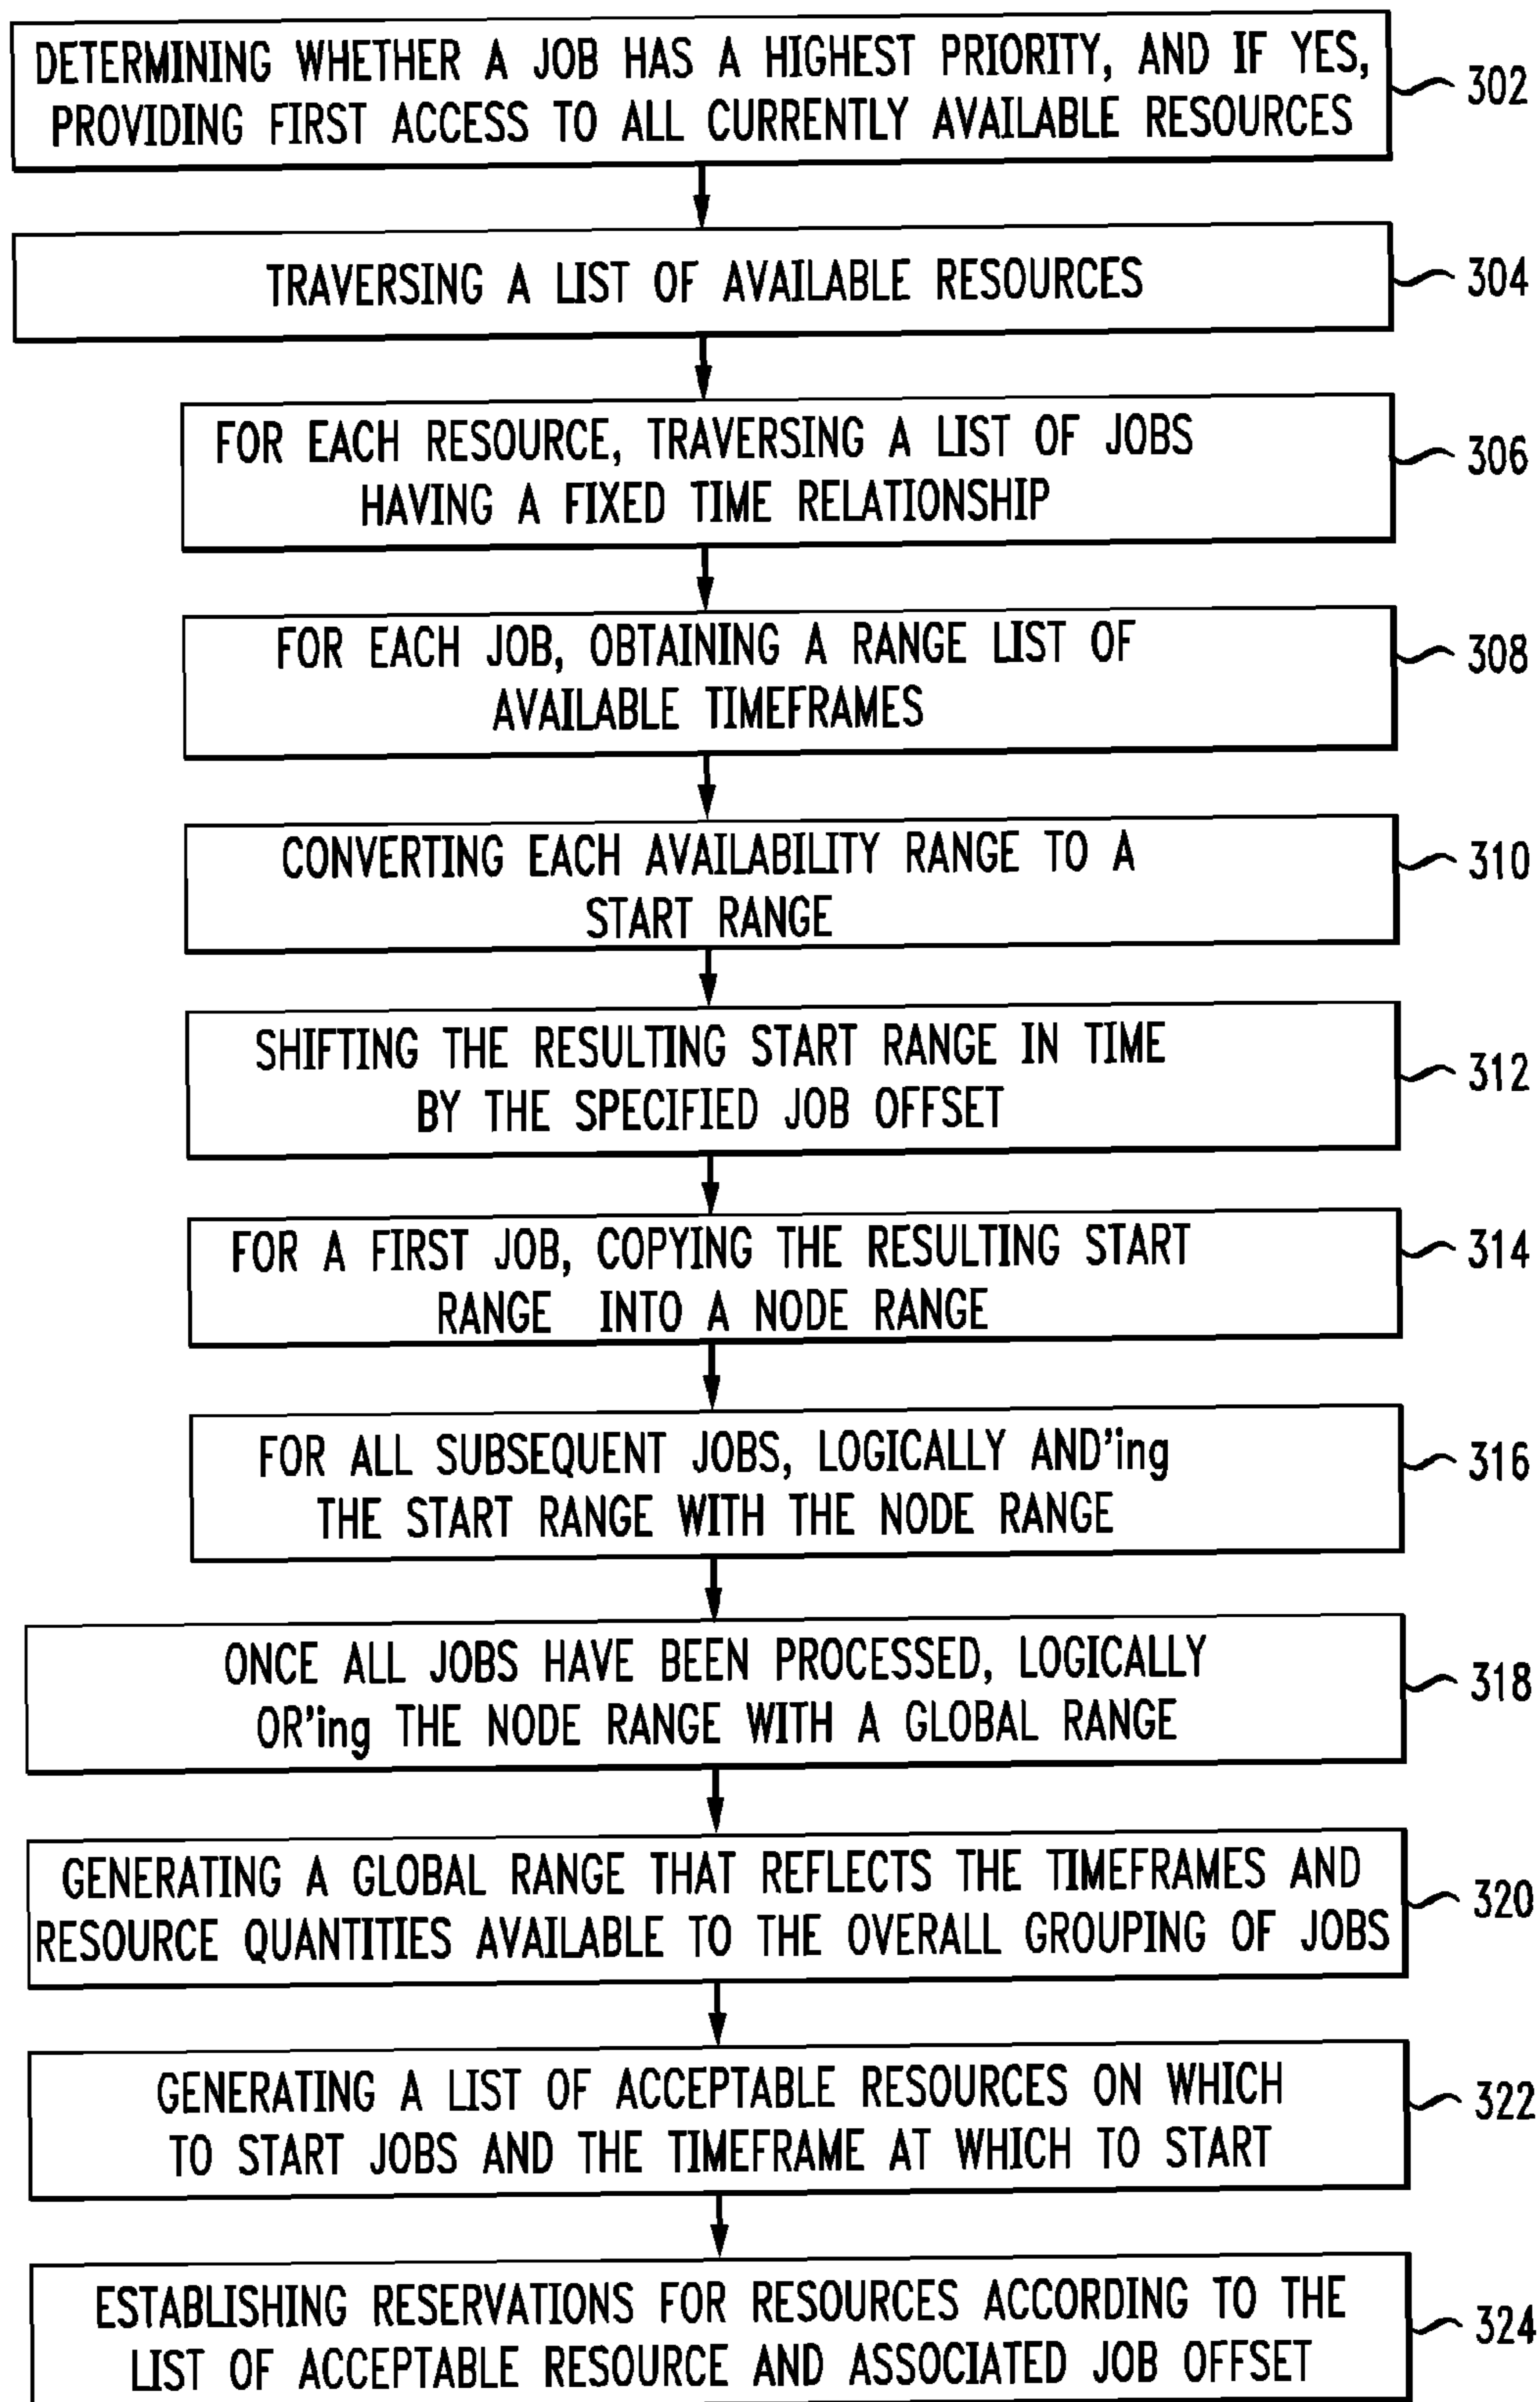 DETERMINING WHETHER A JOB HAS A HIGHEST PRIORITY, AND IF YES,
PROVIDING FIRST ACCESS TO ALL CURRENTLY AVAILABLE RESOURCES
302
TRAVERSING A LIST OF AVAILABLE RESOURCES
304
FOR EACH RESOURCE, TRAVERSING A LIST OF JOBS
HAVING A FIXED TIME RELATIONSHIP
306
FOR EACH JOB, OBTAINING A RANGE LIST OF
AVAILABLE TIMEFRAMES
308
CONVERTING EACH AVAILABILITY RANGE TO A
START RANGE
310
SHIFTING THE RESULTING START RANGE IN TIME
BY THE SPECIFIED JOB OFFSET
312
FOR A FIRST JOB, COPYING THE RESULTING START
RANGE INTO A NODE RANGE
314
FOR ALL SUBSEQUENT JOBS, LOGICALLY AND'ing
THE START RANGE WITH THE NODE RANGE
316
ONCE ALL JOBS HAVE BEEN PROCESSED, LOGICALLY
OR'ing THE NODE RANGE WITH A GLOBAL RANGE
318
GENERATING A GLOBAL RANGE THAT REFLECTS THE TIMEFRAMES AND
RESOURCE QUANTITIES AVAILABLE TO THE OVERALL GROUPING OF JOBS
320
GENERATING A LIST OF ACCEPTABLE RESOURCES ON WHICH
TO START JOBS AND THE TIMEFRAME AT WHICH TO START
322
ESTABLISHING RESERVATIONS FOR RESOURCES ACCORDING TO THE
LIST OF ACCEPTABLE RESOURCE AND ASSOCIATED JOB OFFSET
324